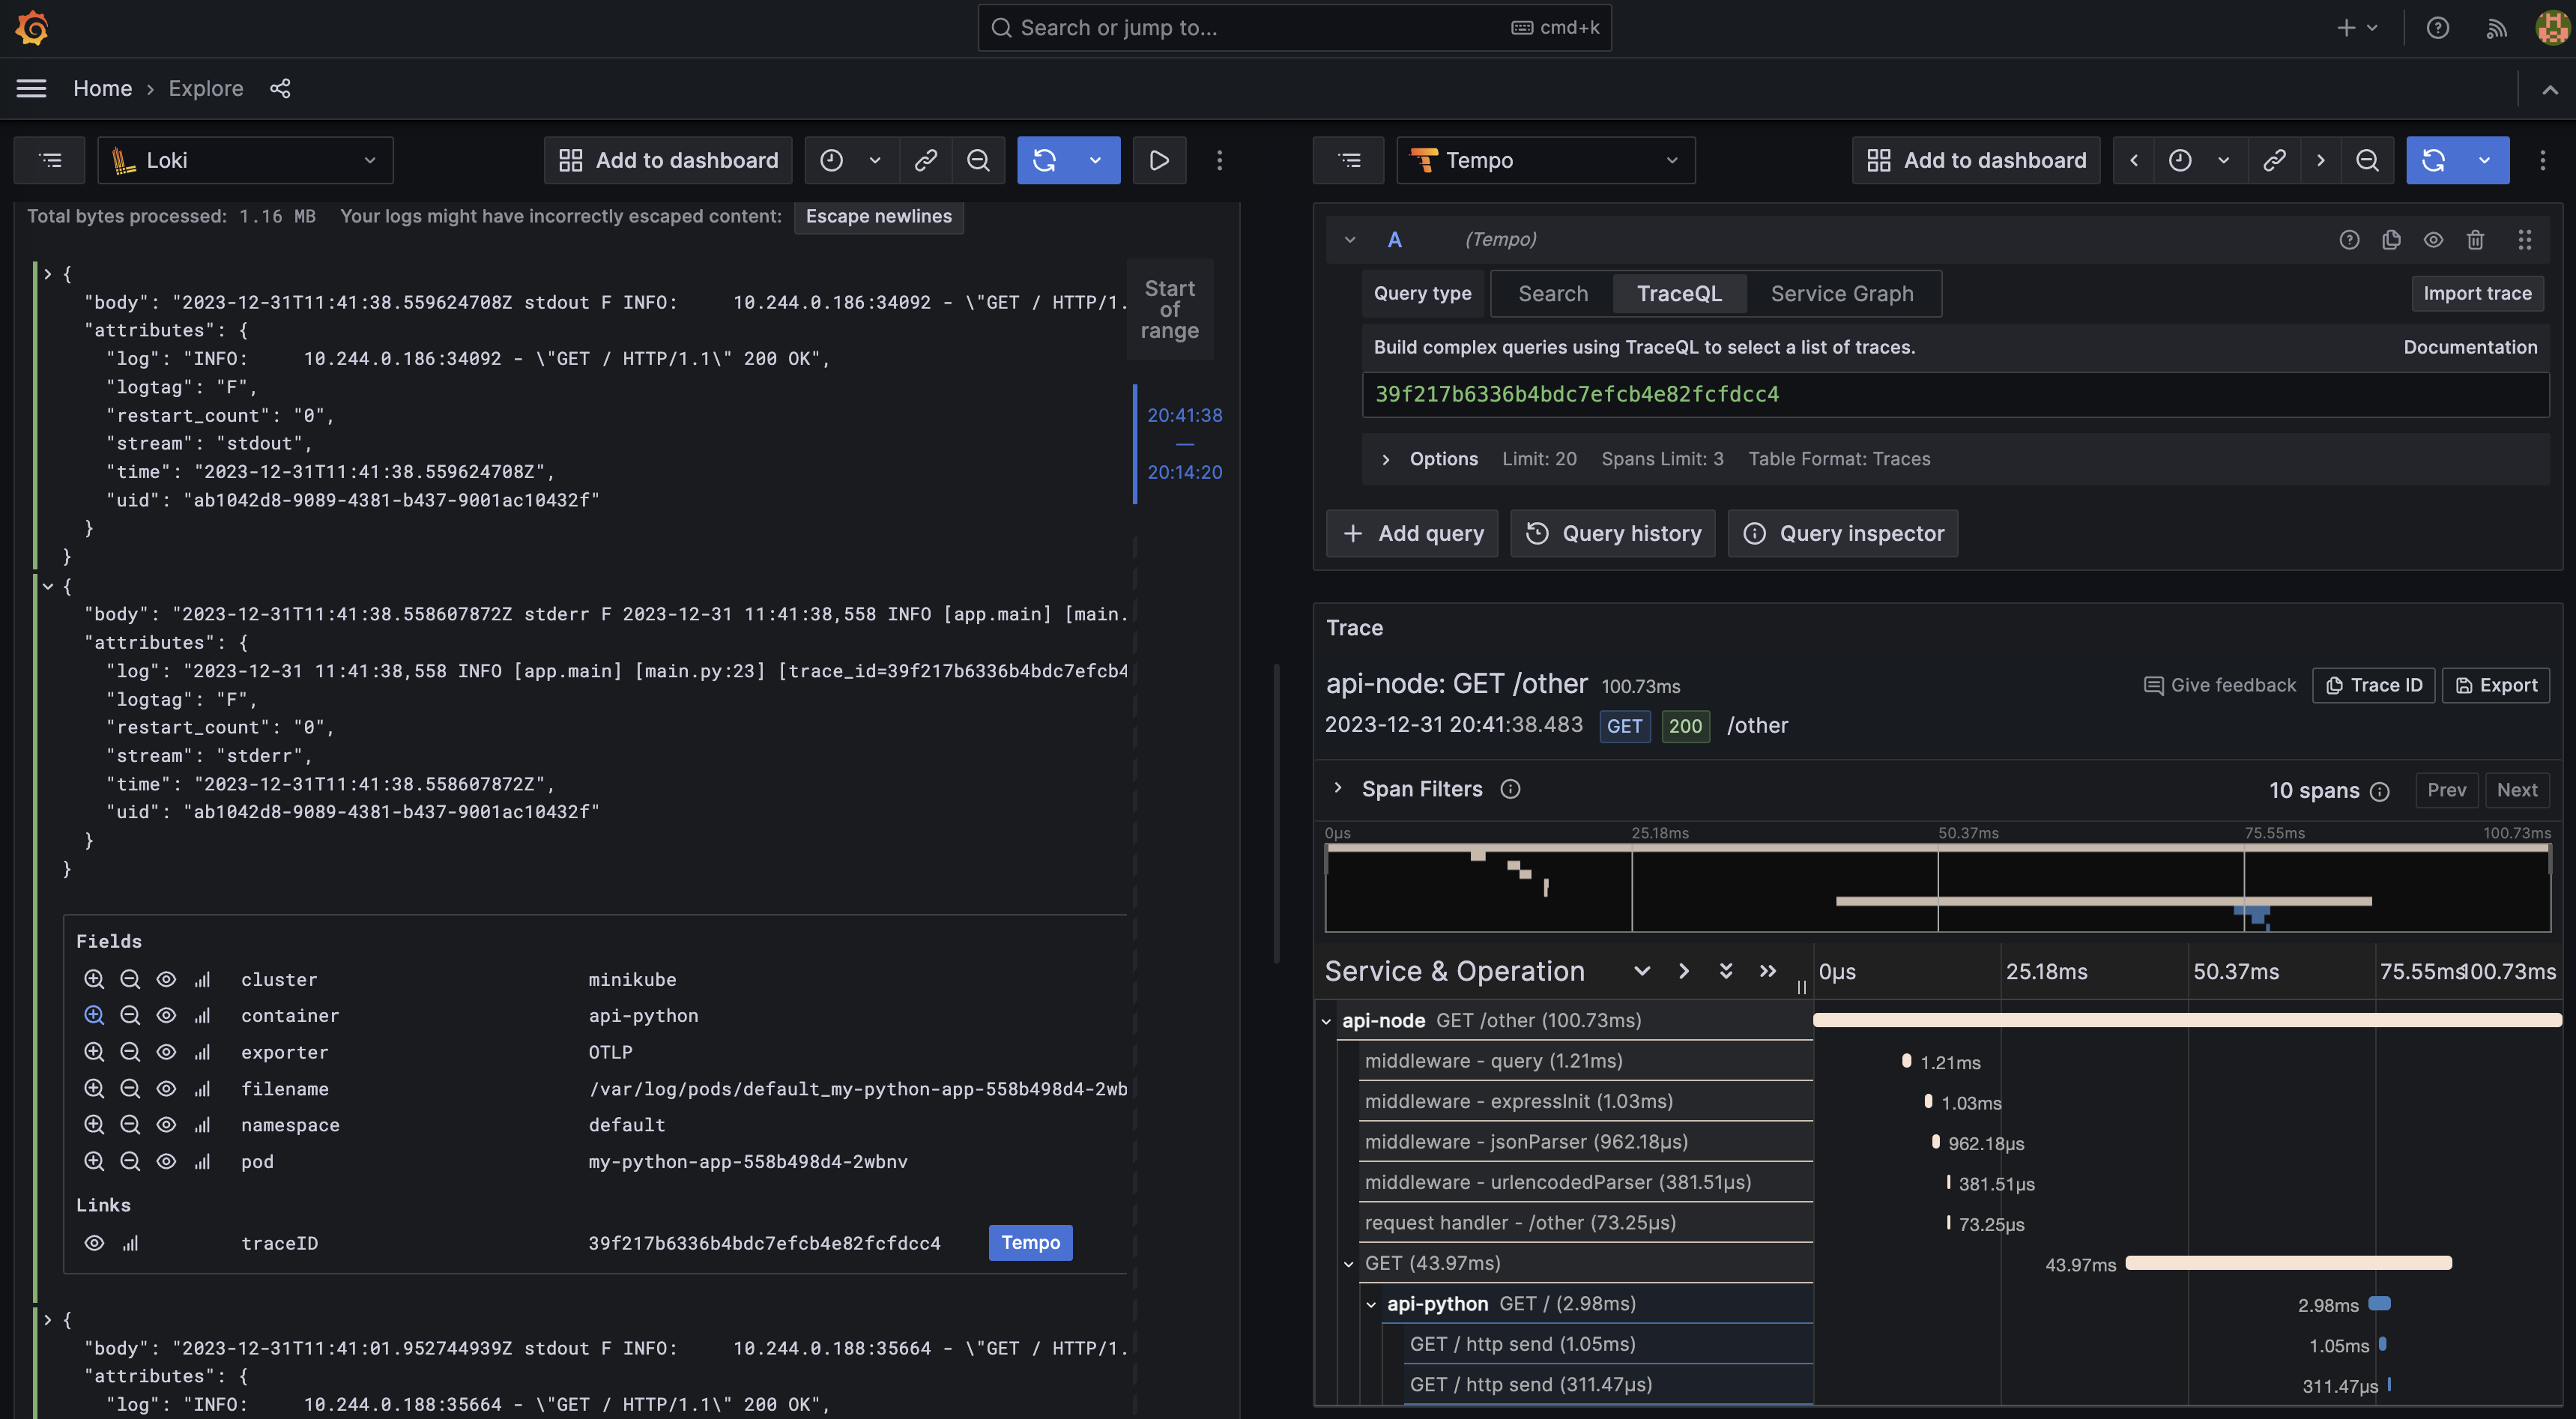 Search or jump to...
cmd+k
Home › Explore
Loki
Add to dashboard
Total bytes processed: 1.16 MB Your logs might have incorrectly escaped content: Escape newlines
{
"body": "2023-12-31T11:41:38.559624708Z stdout F INFO:     10.244.0.186:34092 - \"GET / HTTP/1.
"attributes": {
"log": "INFO:     10.244.0.186:34092 - \"GET / HTTP/1.1\" 200 OK",
"logtag": "F",
"restart_count": "0",
"stream": "stdout",
"time": "2023-12-31T11:41:38.559624708Z",
"uid": "ab1042d8-9089-4381-b437-9001ac10432f"
}
}
{
"body": "2023-12-31T11:41:38.558607872Z stderr F 2023-12-31 11:41:38,558 INFO [app.main] [main.
"attributes": {
"log": "2023-12-31 11:41:38,558 INFO [app.main] [main.py:23] [trace_id=39f217b6336b4bdc7efcb4
"logtag": "F",
"restart_count": "0",
"stream": "stderr",
"time": "2023-12-31T11:41:38.558607872Z",
"uid": "ab1042d8-9089-4381-b437-9001ac10432f"
}
}
Fields
cluster minikube
container api-python
exporter OTLP
filename /var/log/pods/default_my-python-app-558b498d4-2wb
namespace default
pod my-python-app-558b498d4-2wbnv
Links
traceID 39f217b6336b4bdc7efcb4e82fcfdcc4 Tempo
{
"body": "2023-12-31T11:41:01.952744939Z stdout F INFO:     10.244.0.188:35664 - \"GET / HTTP/1.
"attributes": {
"log": "INFO:     10.244.0.188:35664 - \"GET / HTTP/1.1\" 200 OK",
Start
of
range
20:41:38
—
20:14:20
Tempo
Add to dashboard
A (Tempo)
Query type Search TraceQL Service Graph Import trace
Build complex queries using TraceQL to select a list of traces. Documentation
39f217b6336b4bdc7efcb4e82fcfdcc4
Options Limit: 20 Spans Limit: 3 Table Format: Traces
+ Add query Query history Query inspector
Trace
api-node: GET /other 100.73ms
Give feedback Trace ID Export
2023-12-31 20:41:38.483 GET 200 /other
Span Filters 10 spans Prev Next
0µs 25.18ms 50.37ms 75.55ms 100.73ms
Service & Operation 0µs 25.18ms 50.37ms 75.55ms 100.73ms
api-node GET /other (100.73ms)
middleware - query (1.21ms) 1.21ms
middleware - expressInit (1.03ms) 1.03ms
middleware - jsonParser (962.18µs) 962.18µs
middleware - urlencodedParser (381.51µs) 381.51µs
request handler - /other (73.25µs) 73.25µs
GET (43.97ms) 43.97ms
api-python GET / (2.98ms) 2.98ms
GET / http send (1.05ms) 1.05ms
GET / http send (311.47µs) 311.47µs